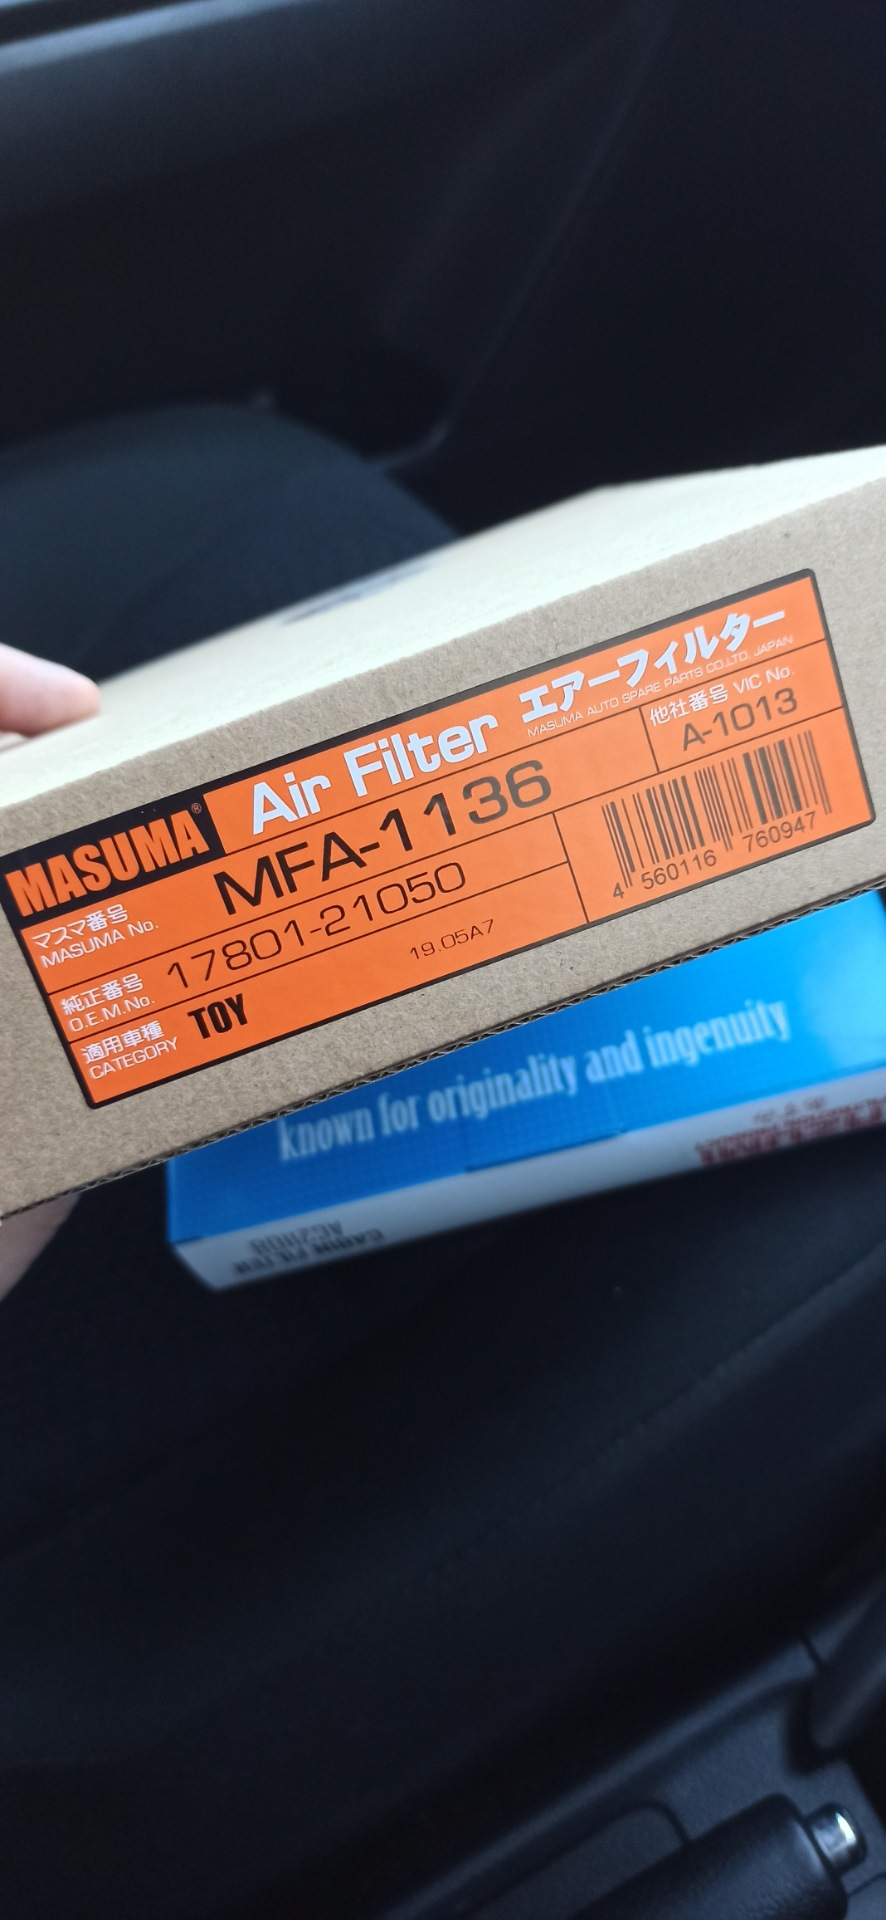 MASUMA®
Air Filter エアーフィルター
MASUMA AUTO SPARE PARTS CO.,LTD. JAPAN
マスマ番号
MASUMA No.
MFA-1136
他社番号 VIC No.
A-1013
純正番号
O.E.M.No.
17801-21050
4 560116 760947
適用車種
CATEGORY
TOY
19.05A7
known for originality and ingenuity
CABIN FILTER